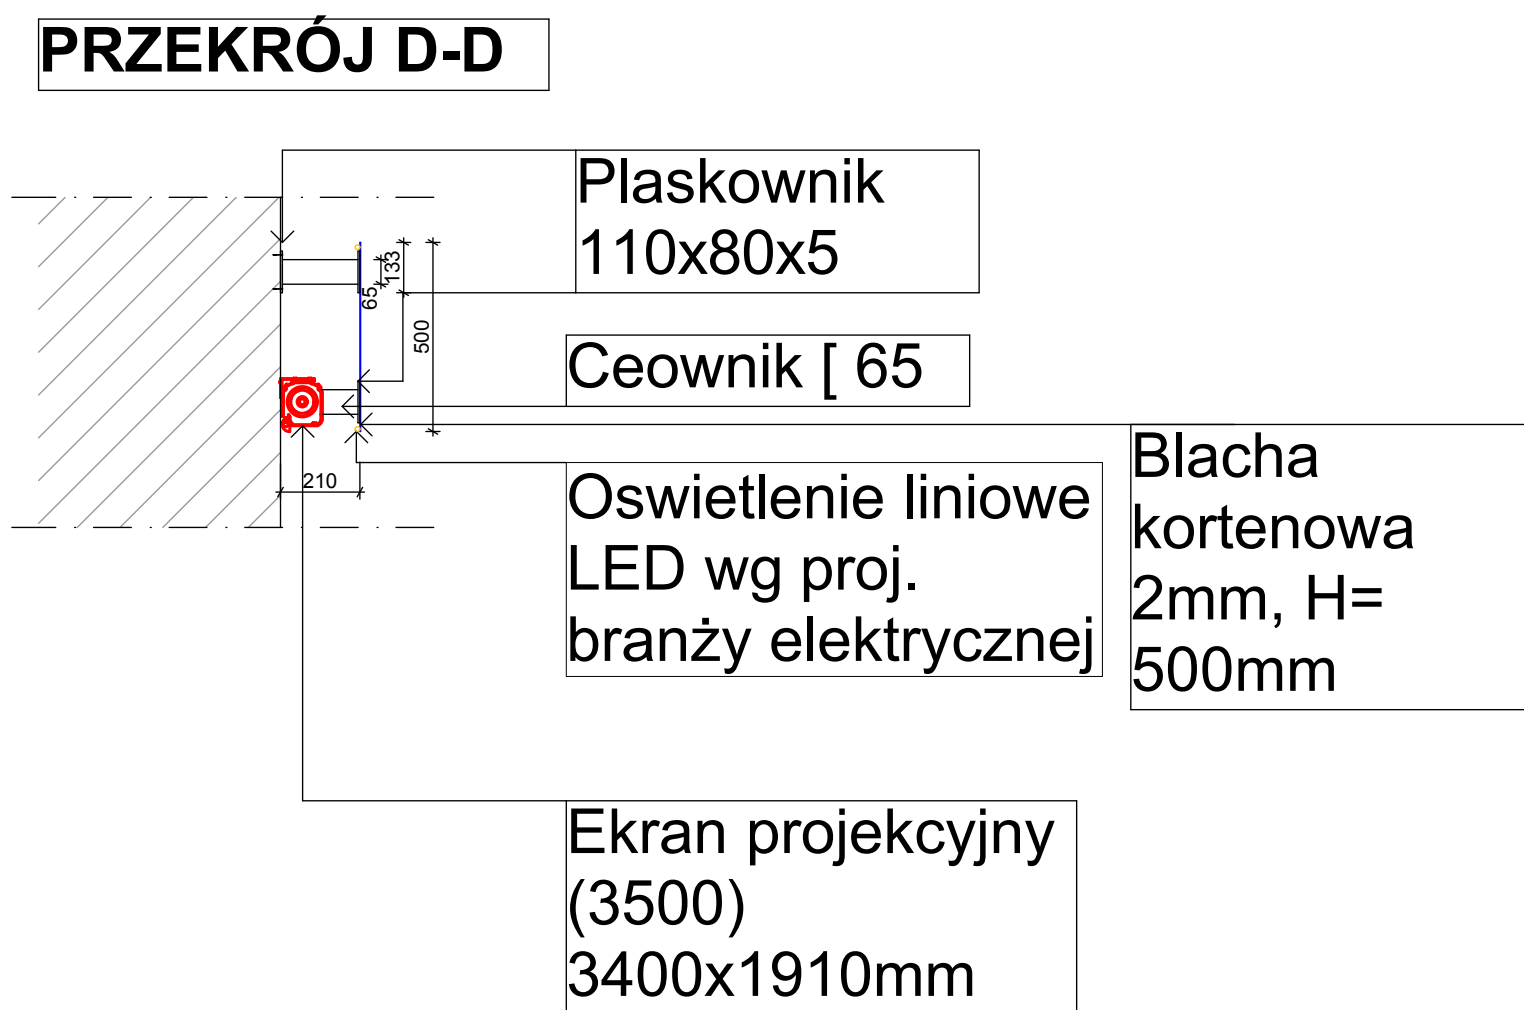 PRZEKRÓJ D-D
Plaskownik
110x80x5
133
65
500
Ceownik [ 65
210
Oswietlenie liniowe
LED wg proj.
branży elektrycznej
Blacha
kortenowa
2mm, H=
500mm
Ekran projekcyjny
(3500)
3400x1910mm